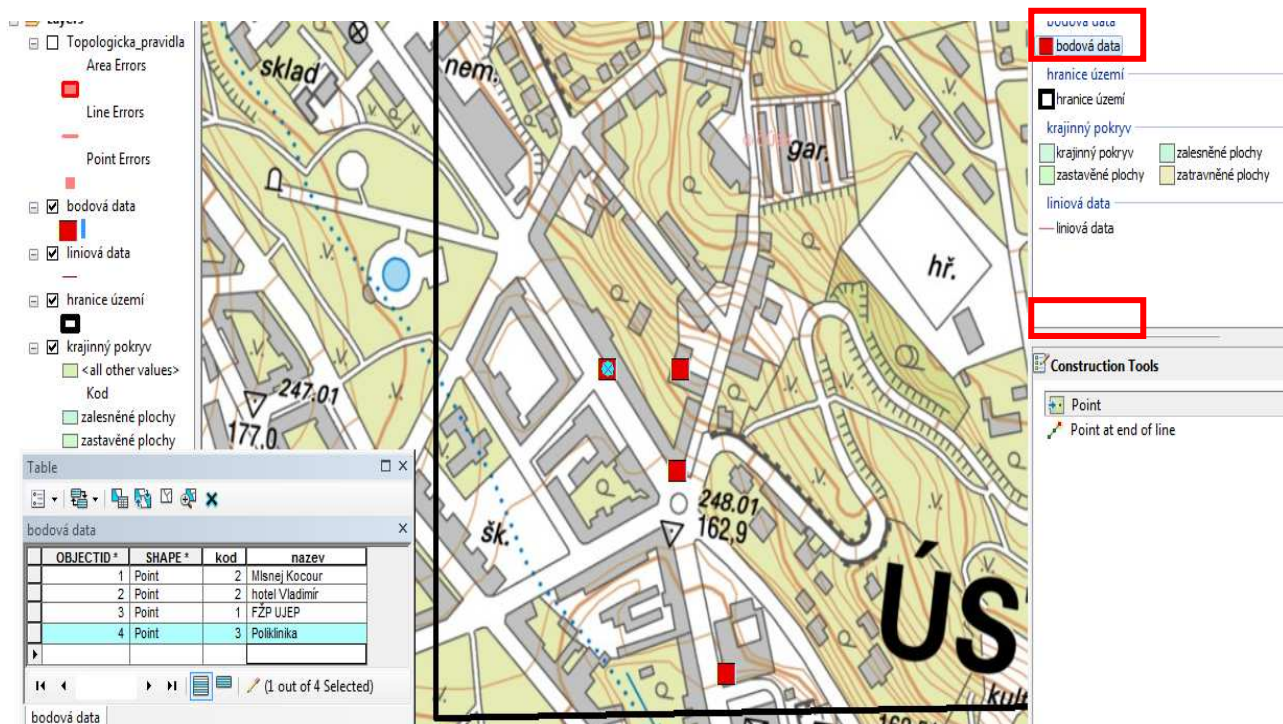 Layers
Topologicka_pravidla
Area Errors
Line Errors
Point Errors
bodová data
liniová data
hranice území
krajinný pokryv
<all other values>
Kod
zalesněné plochy
zastavěné plochy
sklad
nem.
gar.
hř.
247.01
177.0
šk.
248.01
162,9
ÚS
kult
Table
bodová data
OBJECTID * SHAPE * kod nazev
1 Point 2 Mlsnej Kocour
2 Point 2 hotel Vladimír
3 Point 1 FŽP UJEP
4 Point 3 Poliklinika
(1 out of 4 Selected)
bodová data
bodová data
bodová data
hranice území
hranice území
krajinný pokryv
krajinný pokryv zalesněné plochy
zastavěné plochy zatravněné plochy
liniová data
liniová data
Construction Tools
Point
Point at end of line